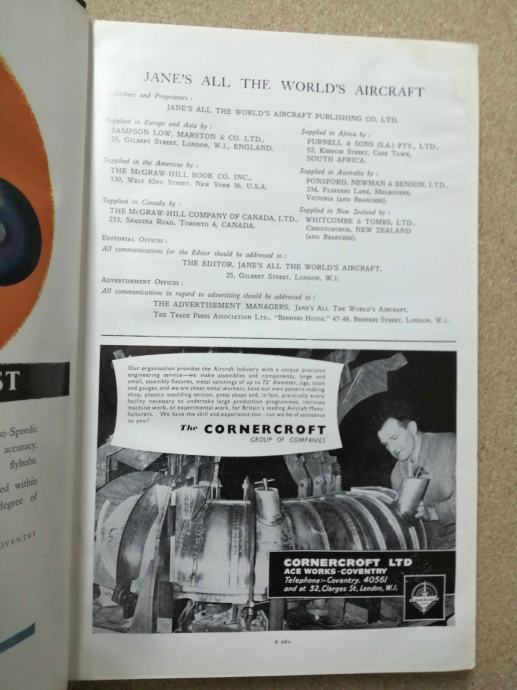 JANE'S ALL THE WORLD'S AIRCRAFT
Publishers and Proprietors :
JANE'S ALL THE WORLD'S AIRCRAFT PUBLISHING CO. LTD.
Supplied in Europe and Asia by :
SAMPSON LOW, MARSTON & CO. LTD.,
25, GILBERT STREET, LONDON, W.1, ENGLAND.
Supplied in the Americas by :
THE McGRAW-HILL BOOK CO. INC.,
330, WEST 42ND STREET, NEW YORK 36, U.S.A.
Supplied in Canada by :
THE McGRAW-HILL COMPANY OF CANADA, LTD.,
253, SPADINA ROAD, TORONTO 4, CANADA.
Supplied in Africa by :
PURNELL & SONS (S.A.) PTY., LTD.,
52, KEEROM STREET, CAPE TOWN,
SOUTH AFRICA.
Supplied in Australia by :
PONSFORD, NEWMAN & BENSON, LTD.,
234, FLINDERS LANE, MELBOURNE,
VICTORIA (AND BRANCHES).
Supplied in New Zealand by :
WHITCOMBE & TOMBS, LTD.,
CHRISTCHURCH, NEW ZEALAND
(AND BRANCHES).
EDITORIAL OFFICES :
All communications for the Editor should be addressed to :
THE EDITOR, JANE'S ALL THE WORLD'S AIRCRAFT,
25, GILBERT STREET, LONDON, W.1.
ADVERTISEMENT OFFICES :
All communications in regard to advertising should be addressed to :
THE ADVERTISEMENT MANAGERS, JANE'S ALL THE WORLD'S AIRCRAFT,
THE TRADE PRESS ASSOCIATION LTD., "BERNERS HOUSE," 47-48, BERNERS STREET, LONDON, W.1.
Our organisation provides the Aircraft Industry with a unique precision
engineering service—we make assemblies and components, large and
small, assembly fixtures, metal spinnings of up to 72" diameter, jigs, tools
and gauges, and we are sheet metal workers, have our own pattern-making
shop, plastics moulding section, press shops and, in fact, practically every
facility necessary to undertake large production programmes, intricate
machine work, or experimental work, for Britain's leading Aircraft Manu-
facturers. We have the skill and experience too—can we be of assistance
to you?
The CORNERCROFT
GROUP OF COMPANIES
CORNERCROFT LTD
ACE WORKS · COVENTRY
Telephone:- Coventry. 40561
and at 32, Clarges St, London, W.1.
6 adv.
ST
so-Speedic
accuracy,
flybobs.
ed within
degree of
OVENTRY